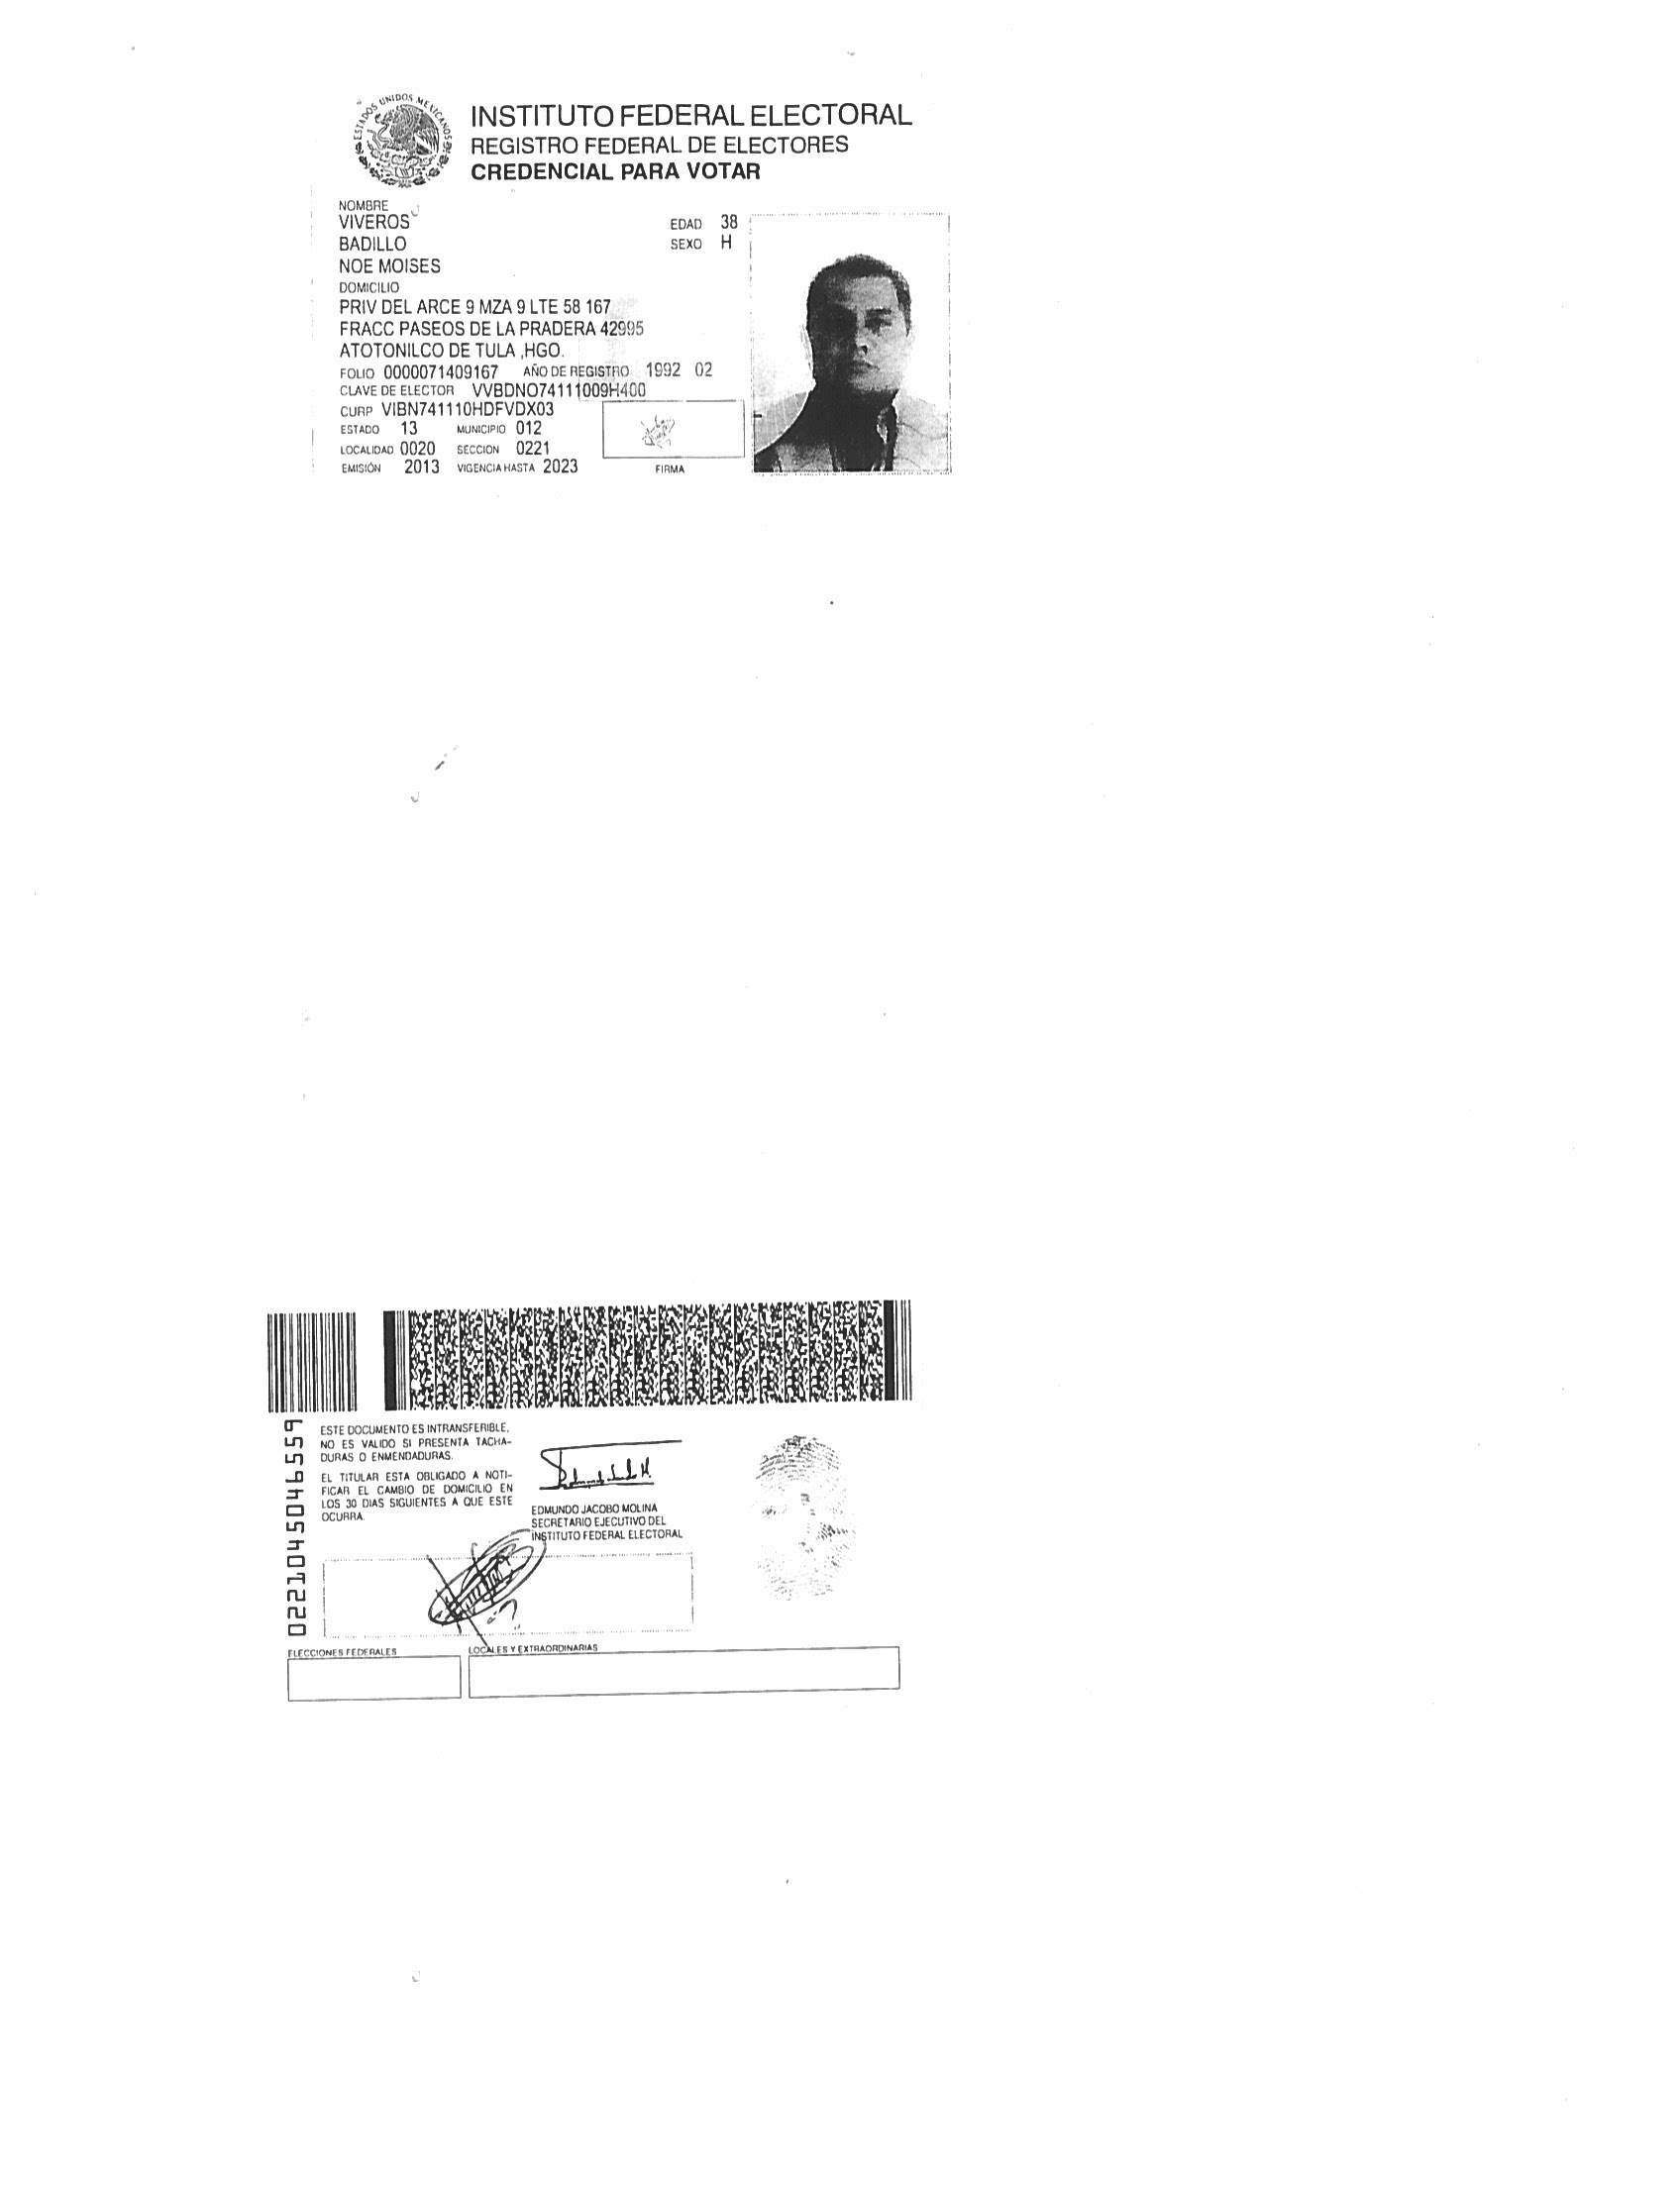 ESTADOS UNIDOS MEXICANOS
INSTITUTO FEDERAL ELECTORAL
REGISTRO FEDERAL DE ELECTORES
CREDENCIAL PARA VOTAR
NOMBRE
VIVEROS
BADILLO
NOE MOISES
EDAD 38
SEXO H
DOMICILIO
PRIV DEL ARCE 9 MZA 9 LTE 58 167
FRACC PASEOS DE LA PRADERA 42995
ATOTONILCO DE TULA ,HGO.
FOLIO 0000071409167 AÑO DE REGISTRO 1992 02
CLAVE DE ELECTOR VVBDNO74111009H400
CURP VIBN741110HDFVDX03
ESTADO 13 MUNICIPIO 012
LOCALIDAD 0020 SECCION 0221
EMISIÓN 2013 VIGENCIA HASTA 2023
FIRMA
0221045046559
ESTE DOCUMENTO ES INTRANSFERIBLE,
NO ES VALIDO SI PRESENTA TACHA-
DURAS O ENMENDADURAS.
EL TITULAR ESTA OBLIGADO A NOTI-
FICAR EL CAMBIO DE DOMICILIO EN
LOS 30 DIAS SIGUIENTES A QUE ESTE
OCURRA.
EDMUNDO JACOBO MOLINA
SECRETARIO EJECUTIVO DEL
INSTITUTO FEDERAL ELECTORAL
ELECCIONES FEDERALES
LOCALES Y EXTRAORDINARIAS